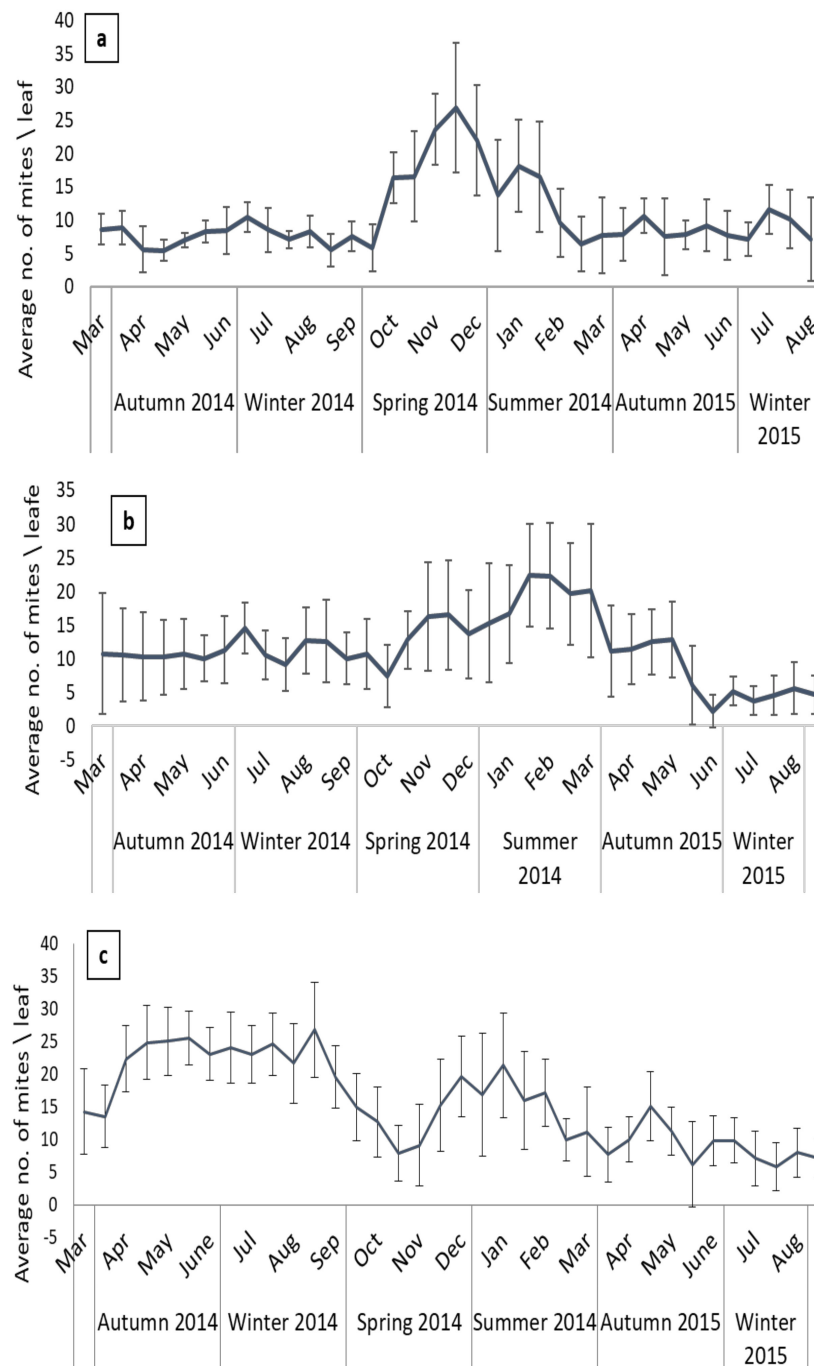 a
Average no. of mites \ leaf
40
35
30
25
20
15
10
5
0
Mar Apr May Jun Jul Aug Sep Oct Nov Dec Jan Feb Mar Apr May Jun Jul Aug
Autumn 2014 Winter 2014 Spring 2014 Summer 2014 Autumn 2015 Winter
2015
b
Average no. of mites \ leafe
35
30
25
20
15
10
5
0
-5
Mar Apr May Jun Jul Aug Sep Oct Nov Dec Jan Feb Mar Apr May Jun Jul Aug
Autumn 2014 Winter 2014 Spring 2014 Summer Autumn 2015 Winter
2014 2015
c
Average no. of mites \ leaf
40
35
30
25
20
15
10
5
0
-5
Mar Apr May June Jul Aug Sep Oct Nov Dec Jan Feb Mar Apr May June Jul Aug
Autumn 2014 Winter 2014 Spring 2014 Summer 2014 Autumn 2015 Winter
2015